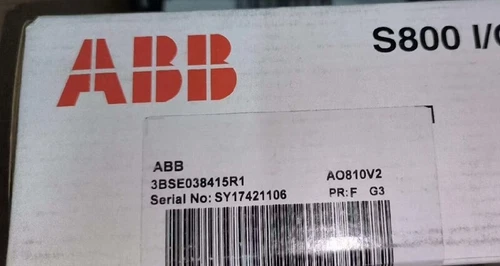 ABB
S800 I/
ABB
3BSE038415R1 AO810V2
Serial No: SY17421106 PR:F G3